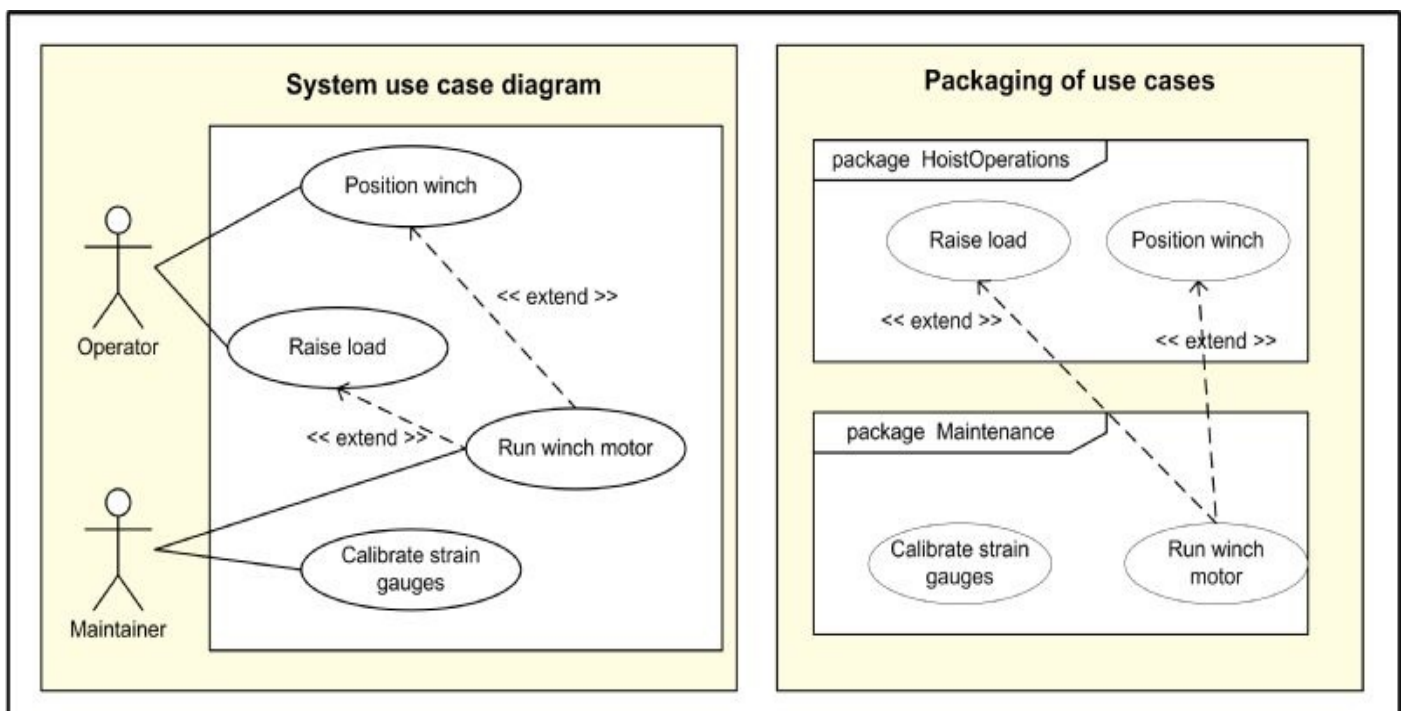 System use case diagram
Position winch
<< extend >>
Operator
Raise load
<< extend >>
Run winch motor
Calibrate strain
gauges
Maintainer
Packaging of use cases
package HoistOperations
Raise load
Position winch
<< extend >>
<< extend >>
package Maintenance
Calibrate strain
gauges
Run winch
motor